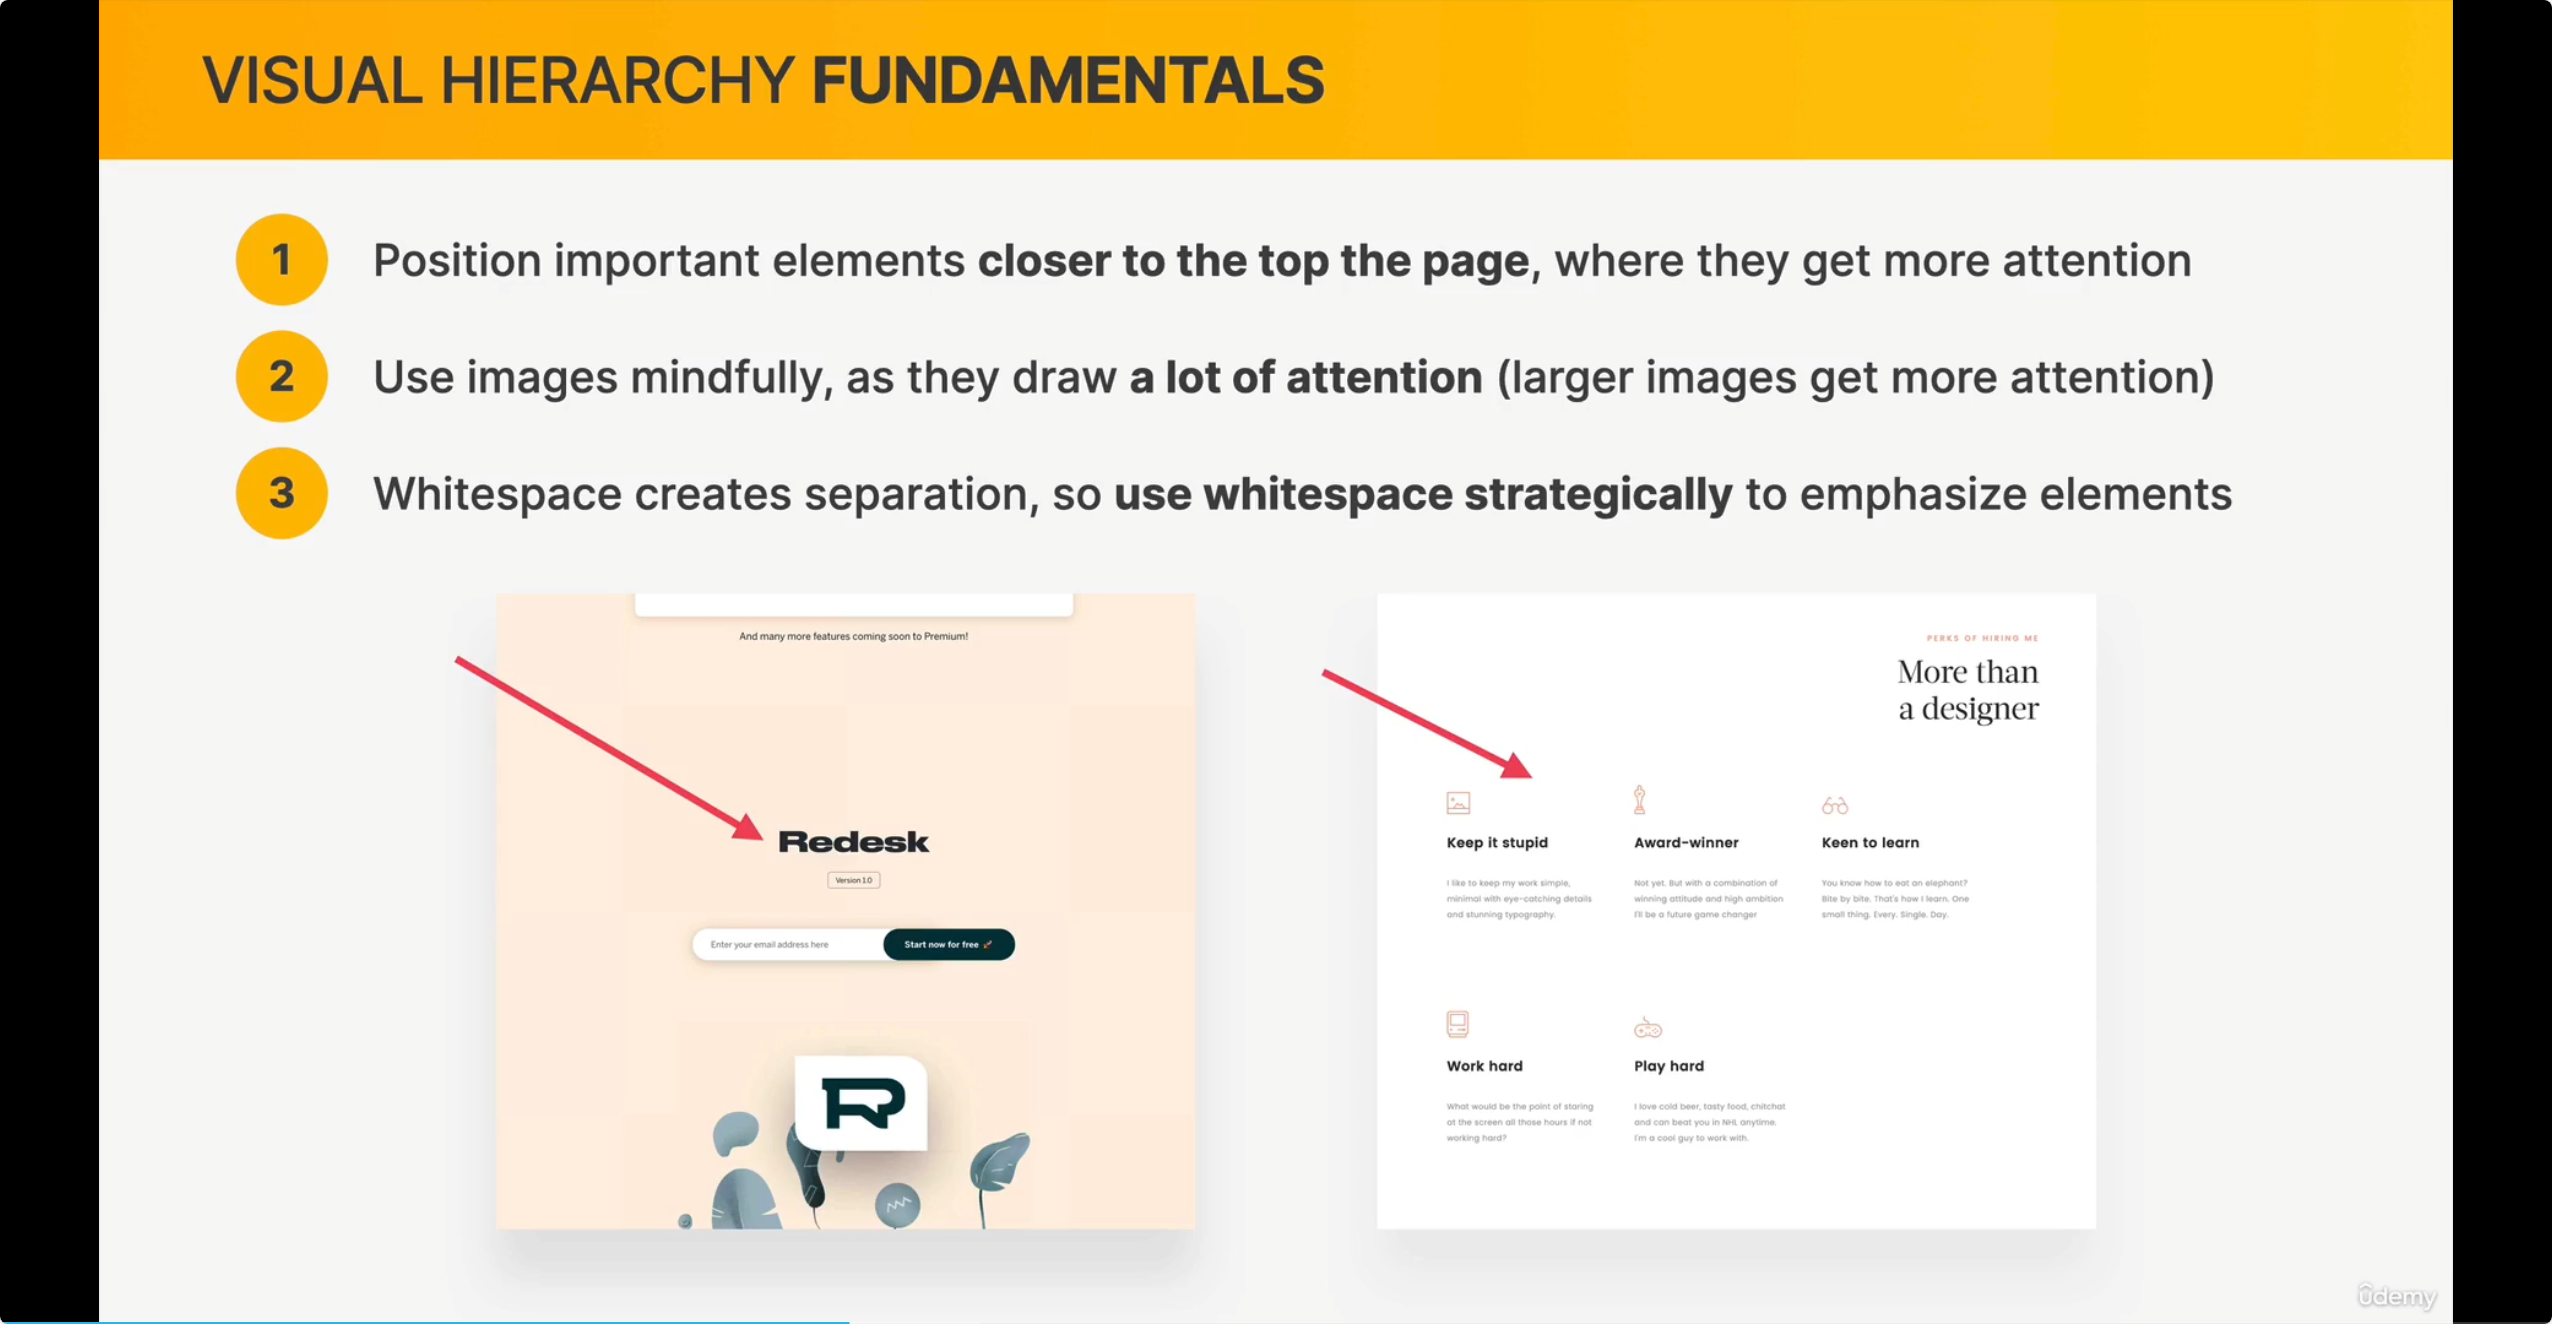 VISUAL HIERARCHY FUNDAMENTALS
1 Position important elements closer to the top the page, where they get more attention
2 Use images mindfully, as they draw a lot of attention (larger images get more attention)
3 Whitespace creates separation, so use whitespace strategically to emphasize elements
And many more features coming soon to Premium!
Redesk
Version 1.0
Enter your email address here
Start now for free 🚀
R
PERKS OF HIRING ME
More than
a designer
Keep it stupid
I like to keep my work simple,
minimal with eye-catching details
and stunning typography.
Award-winner
Not yet. But with a combination of
winning attitude and high ambition
I'll be a future game changer
Keen to learn
You know how to eat an elephant?
Bite by bite. That's how I learn. One
small thing. Every. Single. Day.
Work hard
What would be the point of staring
at the screen all those hours if not
working hard?
Play hard
I love cold beer, tasty food, chitchat
and can beat you in NHL anytime.
I'm a cool guy to work with.
ûdemy